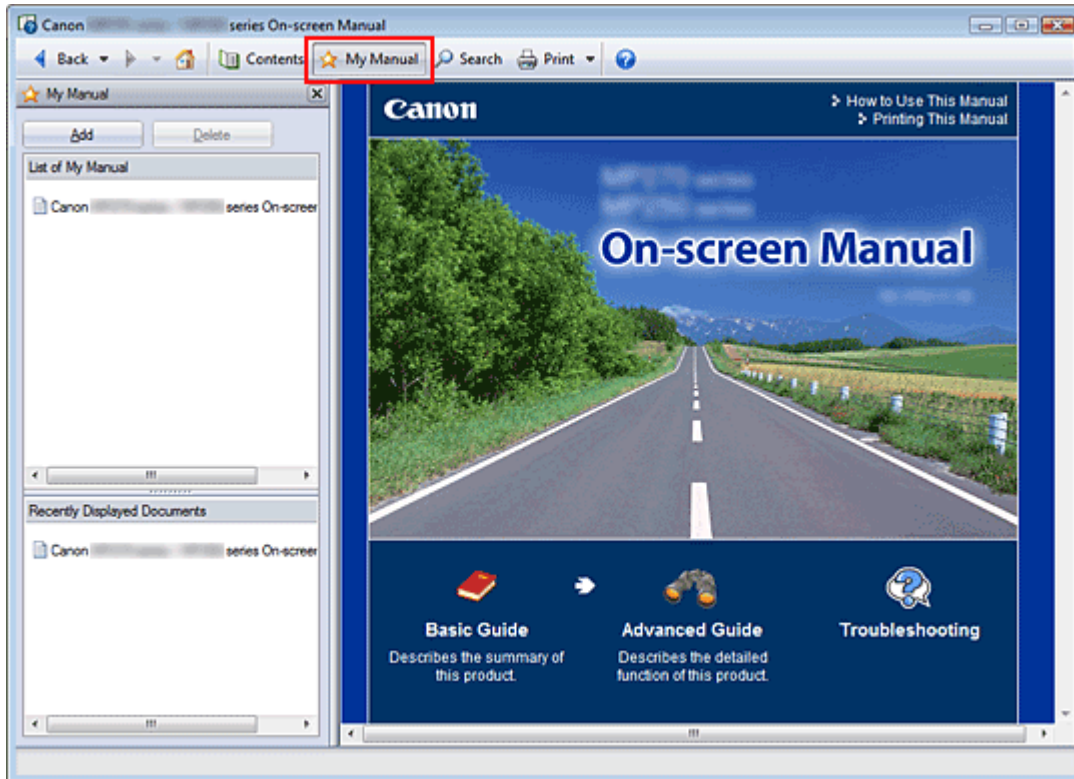 Canon series On-screen Manual
Back Contents My Manual Search Print
My Manual
Add Delete
List of My Manual
Canon series On-screen
Recently Displayed Documents
Canon series On-screen
Canon
How to Use This Manual
Printing This Manual
On-screen Manual
Basic Guide
Describes the summary of
this product.
Advanced Guide
Describes the detailed
function of this product.
Troubleshooting